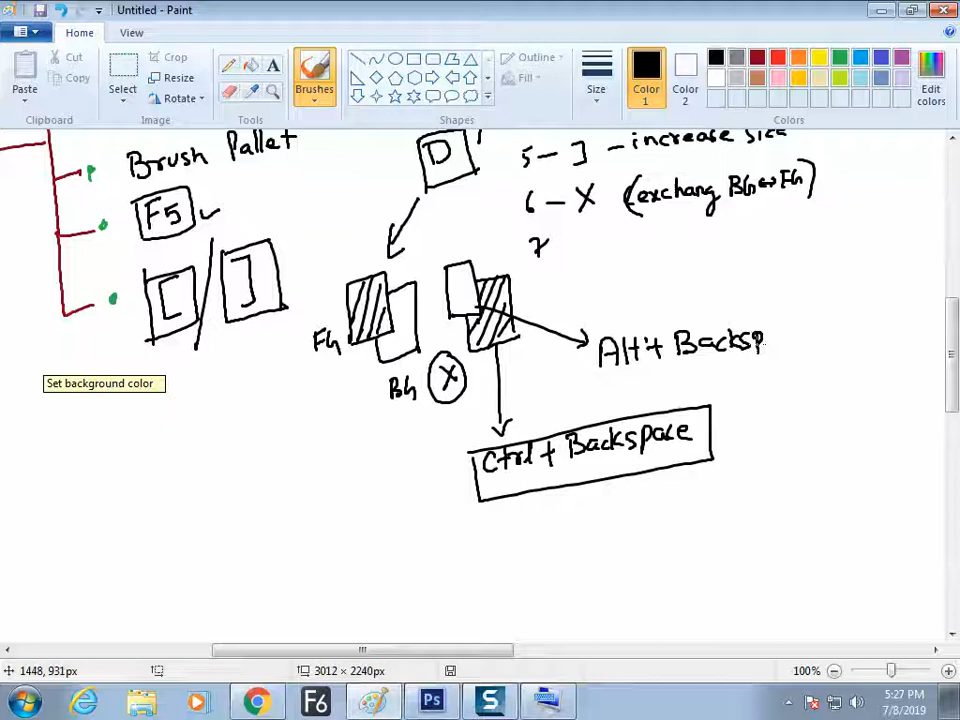 Untitled - Paint
Home
View
Paste
Cut
Copy
Clipboard
Select
Crop
Resize
Rotate
Image
A
Tools
Brushes
Shapes
Outline
Fill
Size
Color 1
Color 2
Colors
Edit colors
Brush Pallet
F5
[ / ]
D
5 - ] - increase size
6 - X (exchang BG ↔ FG)
7
FG
BG
X
Alt + Backsp
Ctrl + Backspace
Set background color
1448, 931px
3012 × 2240px
100%
F6
Ps
S
5:27 PM
7/8/2019